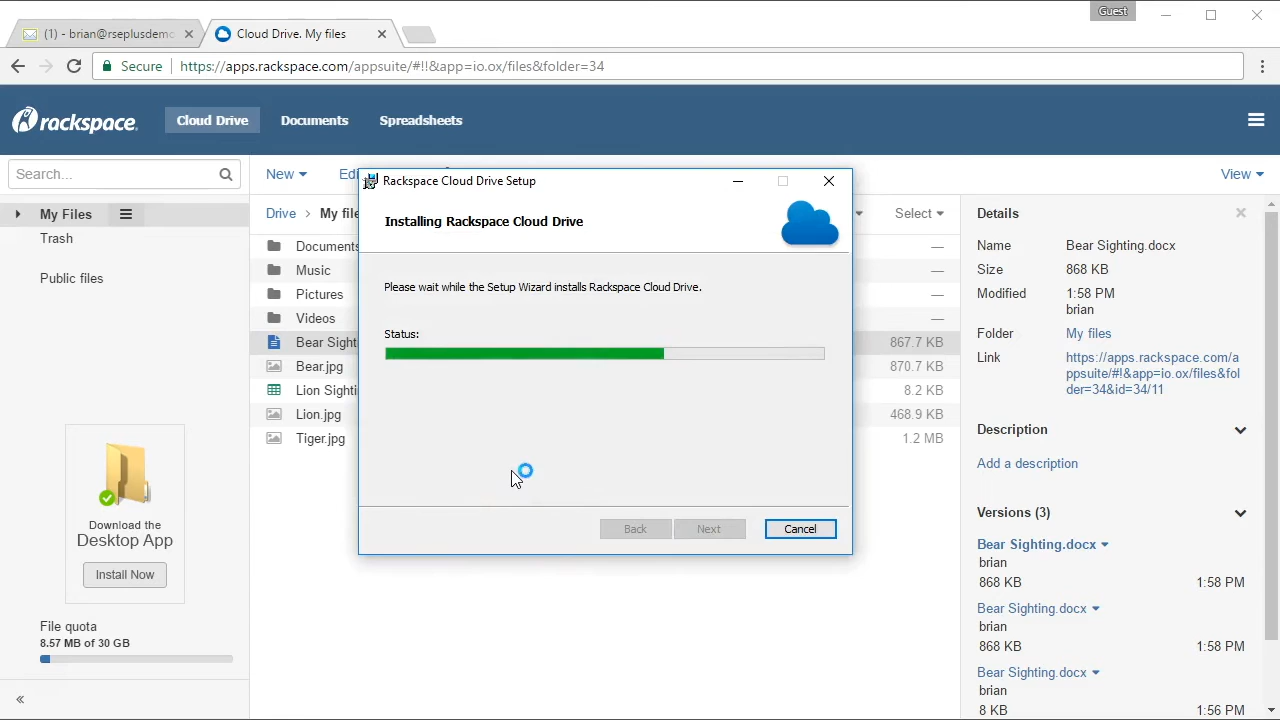 Guest
(1) - brian@rseplusdemo
Cloud Drive. My files
Secure
https://apps.rackspace.com/appsuite/#!!&app=io.ox/files&folder=34
rackspace.
Cloud Drive
Documents
Spreadsheets
Search...
New
Edi
View
My Files
Trash
Public files
Drive
My file
Select
Documents
—
Music
—
Pictures
—
Videos
—
Bear Sight
867.7 KB
Bear.jpg
870.7 KB
Lion Sighti
8.2 KB
Lion.jpg
468.9 KB
Tiger.jpg
1.2 MB
Rackspace Cloud Drive Setup
Installing Rackspace Cloud Drive
Please wait while the Setup Wizard installs Rackspace Cloud Drive.
Status:
Back
Next
Cancel
Download the
Desktop App
Install Now
File quota
8.57 MB of 30 GB
Details
Name
Bear Sighting.docx
Size
868 KB
Modified
1:58 PM
brian
Folder
My files
Link
https://apps.rackspace.com/a
ppsuite/#!&app=io.ox/files&fol
der=34&id=34/11
Description
Add a description
Versions (3)
Bear Sighting.docx
brian
868 KB
1:58 PM
Bear Sighting.docx
brian
868 KB
1:58 PM
Bear Sighting.docx
brian
8 KB
1:56 PM